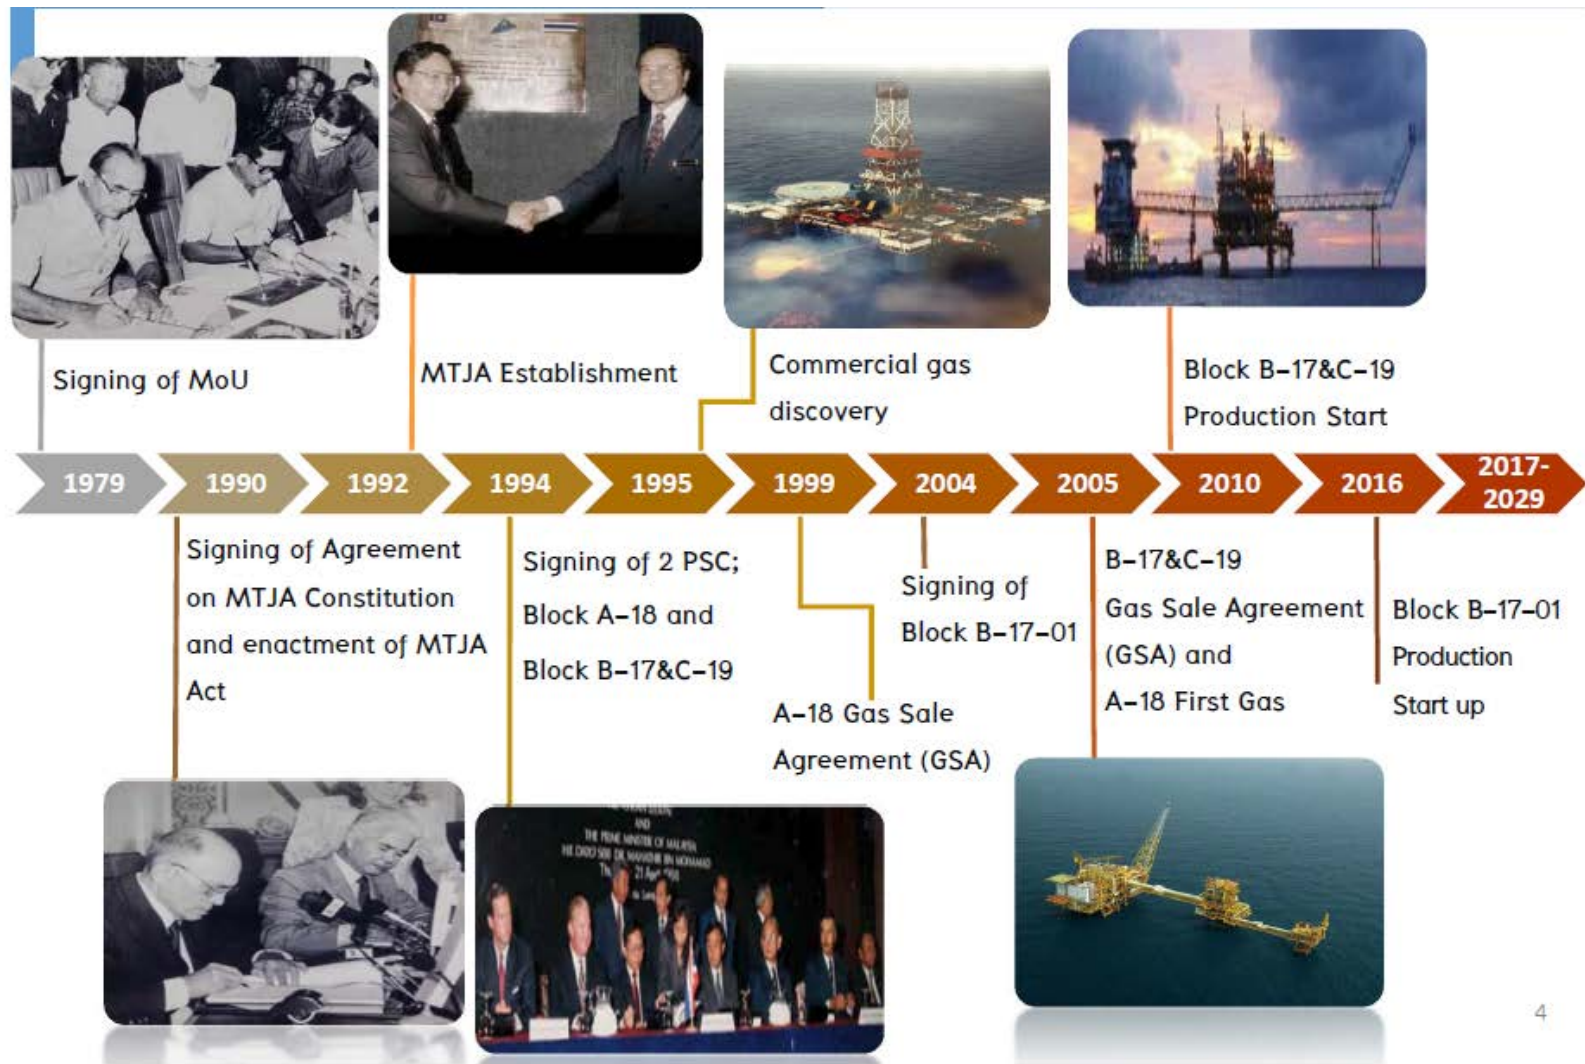 Signing of MoU
MTJA Establishment
Commercial gas
discovery
Block B-17&C-19
Production Start
1979
1990
1992
1994
1995
1999
2004
2005
2010
2016
2017-
2029
Signing of Agreement
on MTJA Constitution
and enactment of MTJA
Act
Signing of 2 PSC;
Block A-18 and
Block B-17&C-19
A-18 Gas Sale
Agreement (GSA)
Signing of
Block B-17-01
B-17&C-19
Gas Sale Agreement
(GSA) and
A-18 First Gas
Block B-17-01
Production
Start up
AND
THE PRIME MINISTER OF MALAYSIA
MAHATHIR BIN MOHAMAD
4